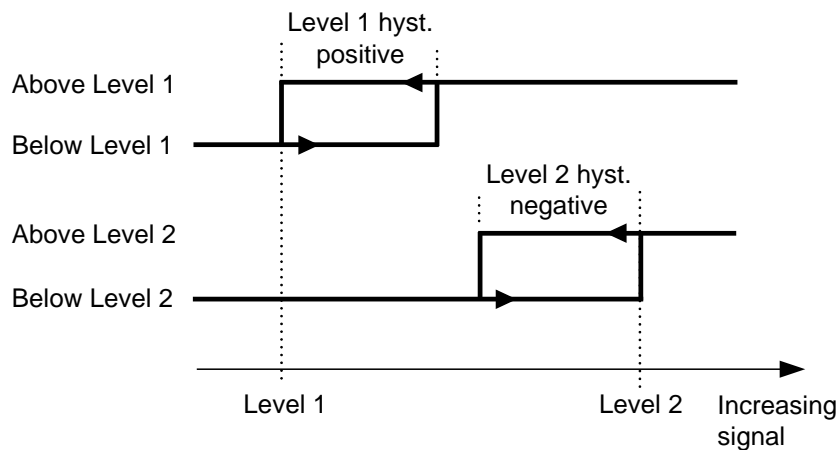 Level 1 hyst.
positive
Above Level 1
Below Level 1
Level 2 hyst.
negative
Above Level 2
Below Level 2
Level 1
Level 2
Increasing
signal